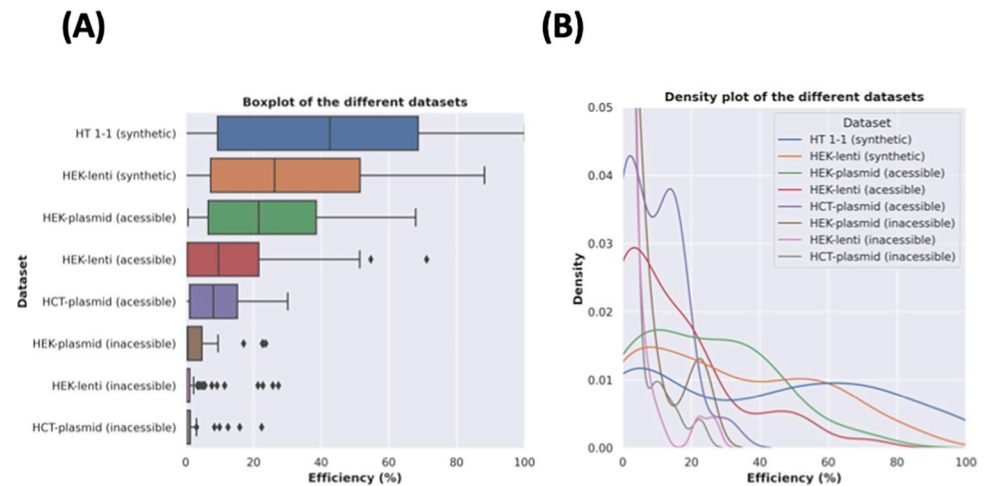 (A)
(B)
Boxplot of the different datasets
Dataset
HT 1-1 (synthetic)
HEK-lenti (synthetic)
HEK-plasmid (acessible)
HEK-lenti (acessible)
HCT-plasmid (acessible)
HEK-plasmid (inacessible)
HEK-lenti (inacessible)
HCT-plasmid (inacessible)
0 20 40 60 80 100
Efficiency (%)
Density plot of the different datasets
Density
0.05
0.04
0.03
0.02
0.01
0.00
Dataset
HT 1-1 (synthetic)
HEK-lenti (synthetic)
HEK-plasmid (acessible)
HEK-lenti (acessible)
HCT-plasmid (acessible)
HEK-plasmid (inacessible)
HEK-lenti (inacessible)
HCT-plasmid (inacessible)
0 20 40 60 80 100
Efficiency (%)